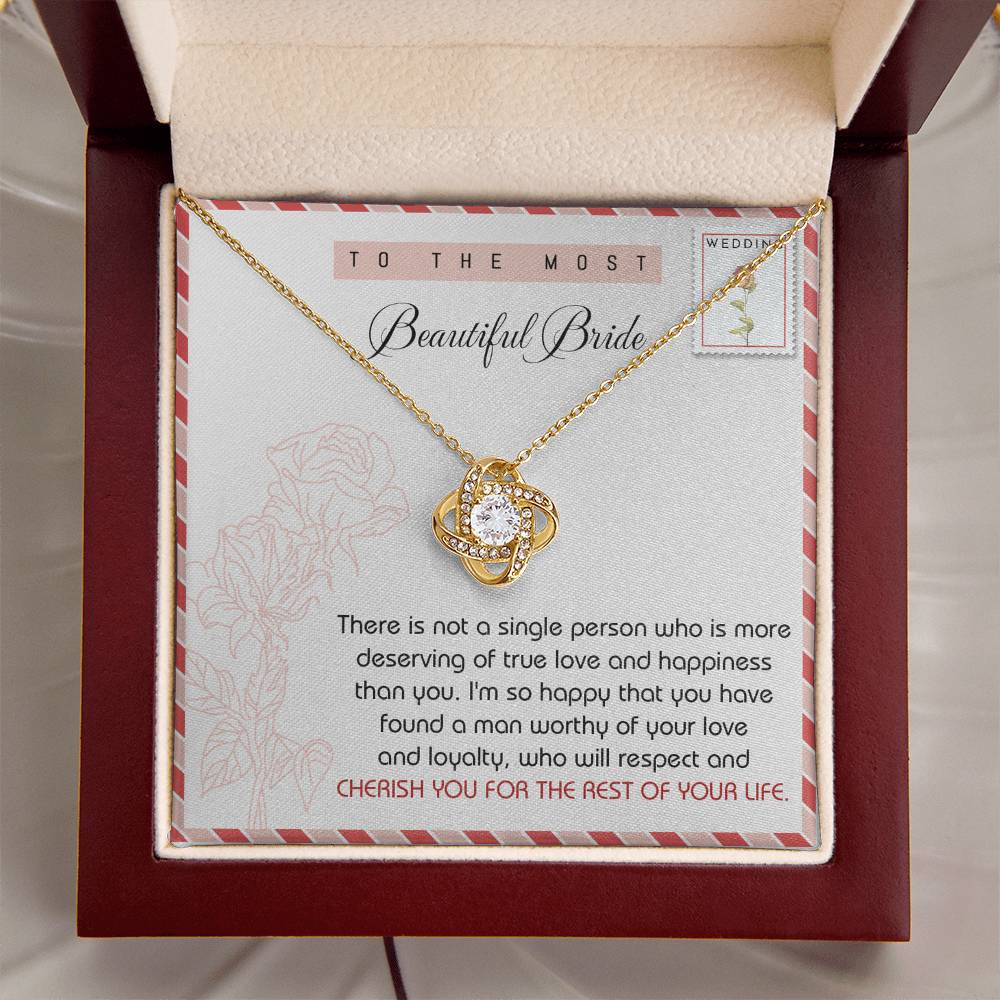 TO THE MOST
WEDDIN
Beautiful Bride
There is not a single person who is more
deserving of true love and happiness
than you. I'm so happy that you have
found a man worthy of your love
and loyalty, who will respect and
CHERISH YOU FOR THE REST OF YOUR LIFE.